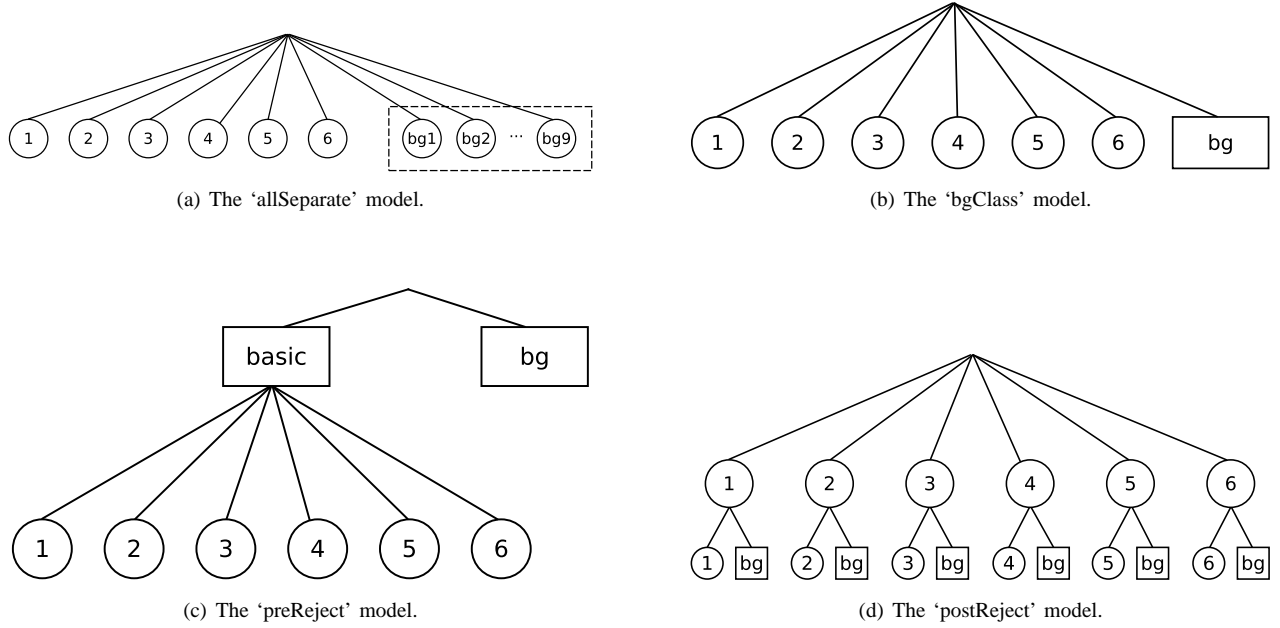 1 2 3 4 5 6 bg1 bg2 ... bg9
(a) The ‘allSeparate’ model.
1 2 3 4 5 6 bg
(b) The ‘bgClass’ model.
basic bg
1 2 3 4 5 6
(c) The ‘preReject’ model.
1 2 3 4 5 6
1 bg 2 bg 3 bg 4 bg 5 bg 6 bg
(d) The ‘postReject’ model.